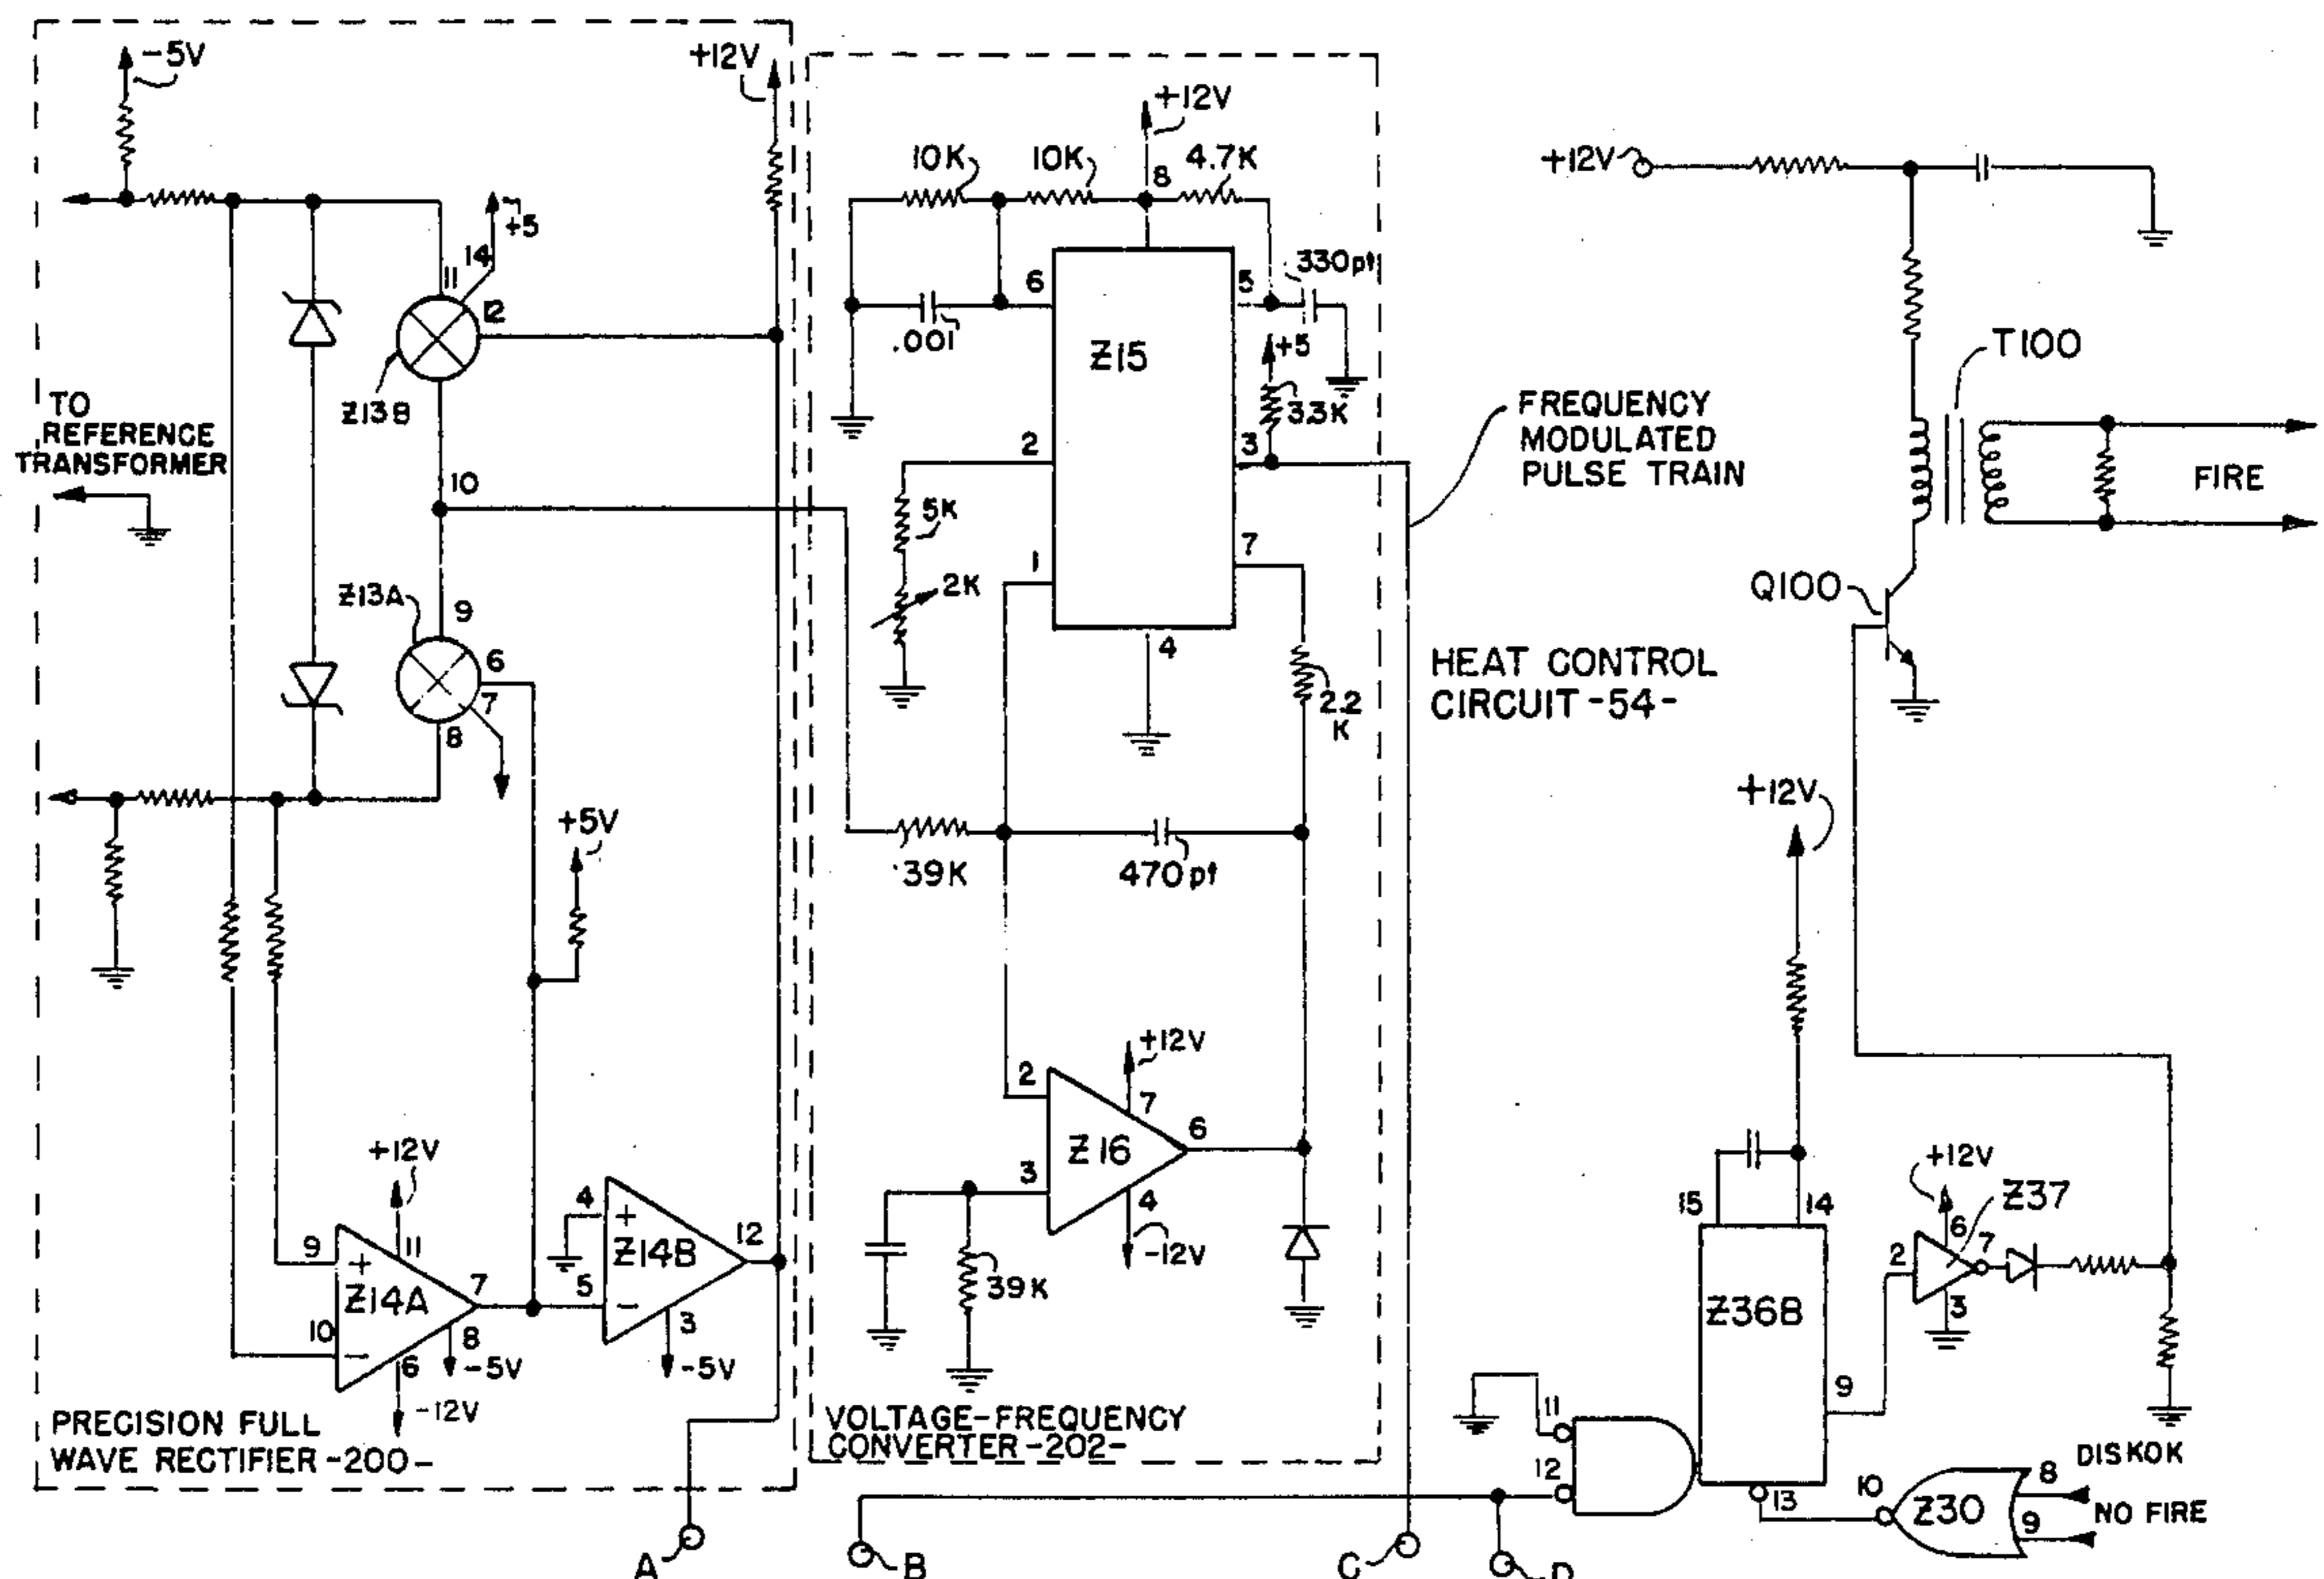 -5V
+12V
+5
14
11
12
Z13B
TO
REFERENCE
TRANSFORMER
10
Z13A
9
6
7
8
+5V
+12V
9
+
11
Z14A
7
10
-
6
8
-5V
-12V
4
+
Z14B
12
5
-
3
-5V
PRECISION FULL
WAVE RECTIFIER -200-
A
+12V
10K
10K
8
4.7K
6
5
330pt
.001
Z15
+5
3.3K
2
3
5K
1
7
2K
4
2.2
K
39K
470pt
+12V
2
7
Z16
6
3
4
-12V
39K
VOLTAGE-FREQUENCY
CONVERTER -202-
B
C
D
+12V
T100
FREQUENCY
MODULATED
PULSE TRAIN
FIRE
Q100
HEAT CONTROL
CIRCUIT -54-
+12V
15
14
+12V
Z37
6
2
7
3
Z36B
9
11
12
13
10
Z30
8
9
DISKOK
NO FIRE